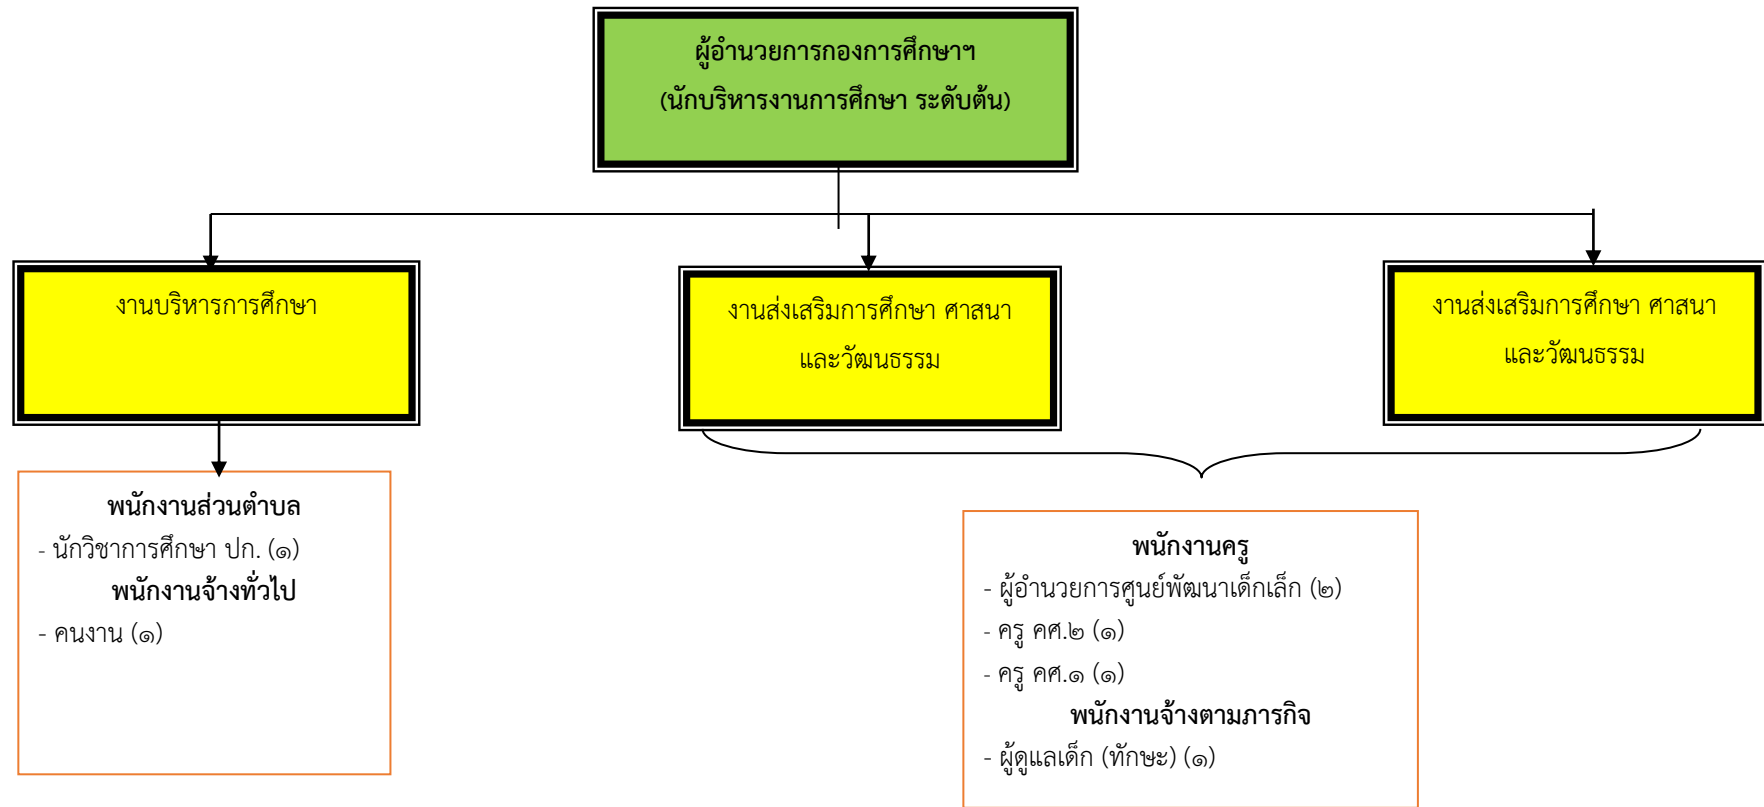 ผู้อำนวยการกองการศึกษาฯ
(นักบริหารงานการศึกษา ระดับต้น)
งานบริหารการศึกษา
งานส่งเสริมการศึกษา ศาสนา
และวัฒนธรรม
งานส่งเสริมการศึกษา ศาสนา
และวัฒนธรรม
พนักงานส่วนตำบล
- นักวิชาการศึกษา ปก. (๑)
พนักงานจ้างทั่วไป
- คนงาน (๑)
พนักงานครู
- ผู้อำนวยการศูนย์พัฒนาเด็กเล็ก (๒)
- ครู คศ.๒ (๑)
- ครู คศ.๑ (๑)
พนักงานจ้างตามภารกิจ
- ผู้ดูแลเด็ก (ทักษะ) (๑)